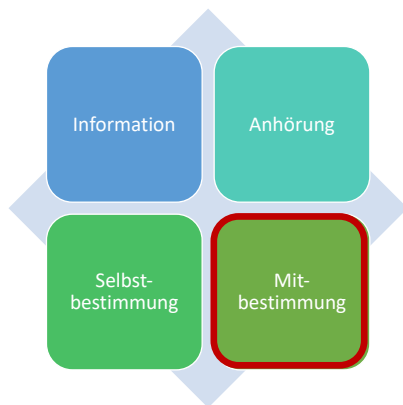 Information
Anhörung
Selbst-
bestimmung
Mit-
bestimmung